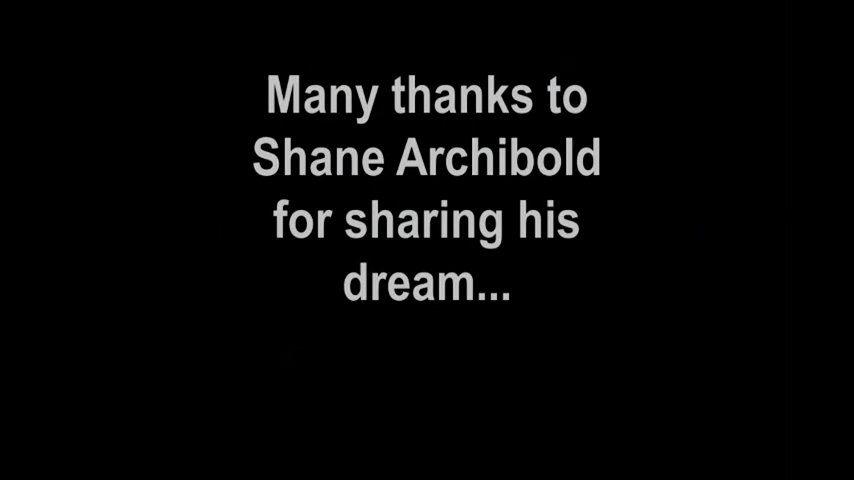 Many thanks to
Shane Archibold
for sharing his
dream...